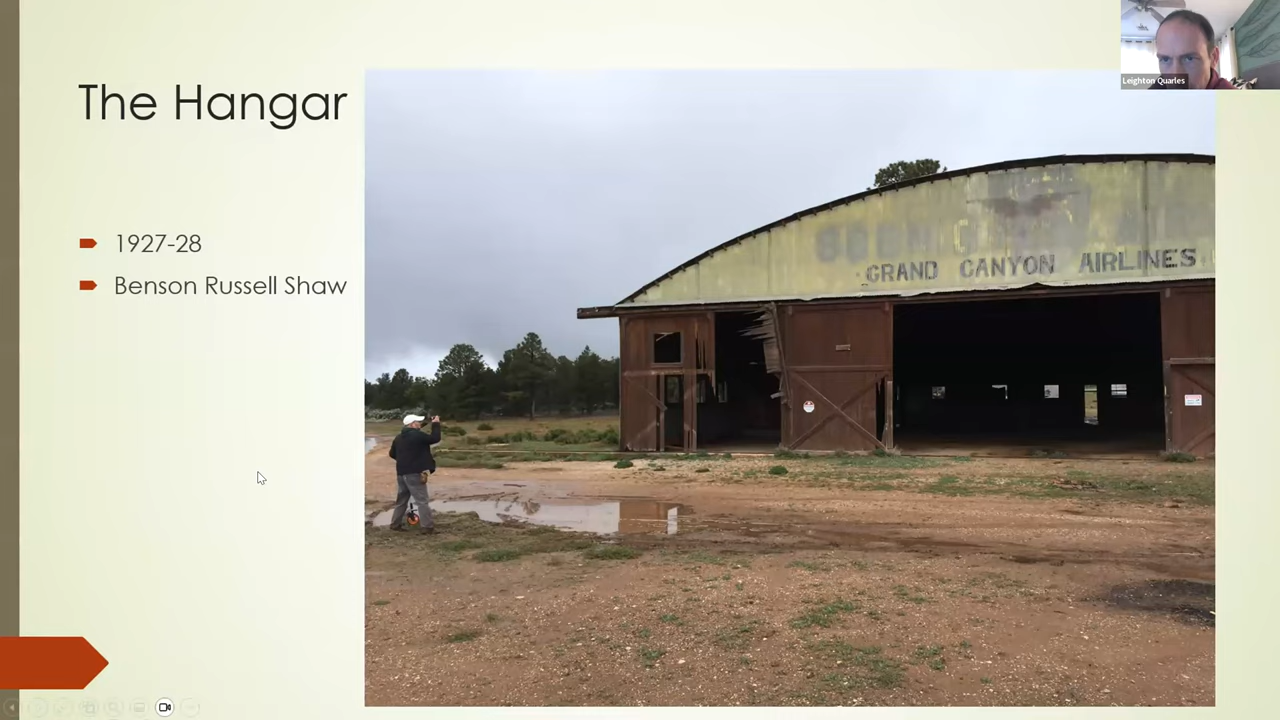 Leighton Quarles
The Hangar
1927-28
Benson Russell Shaw
GRAND CANYON AIRLINES